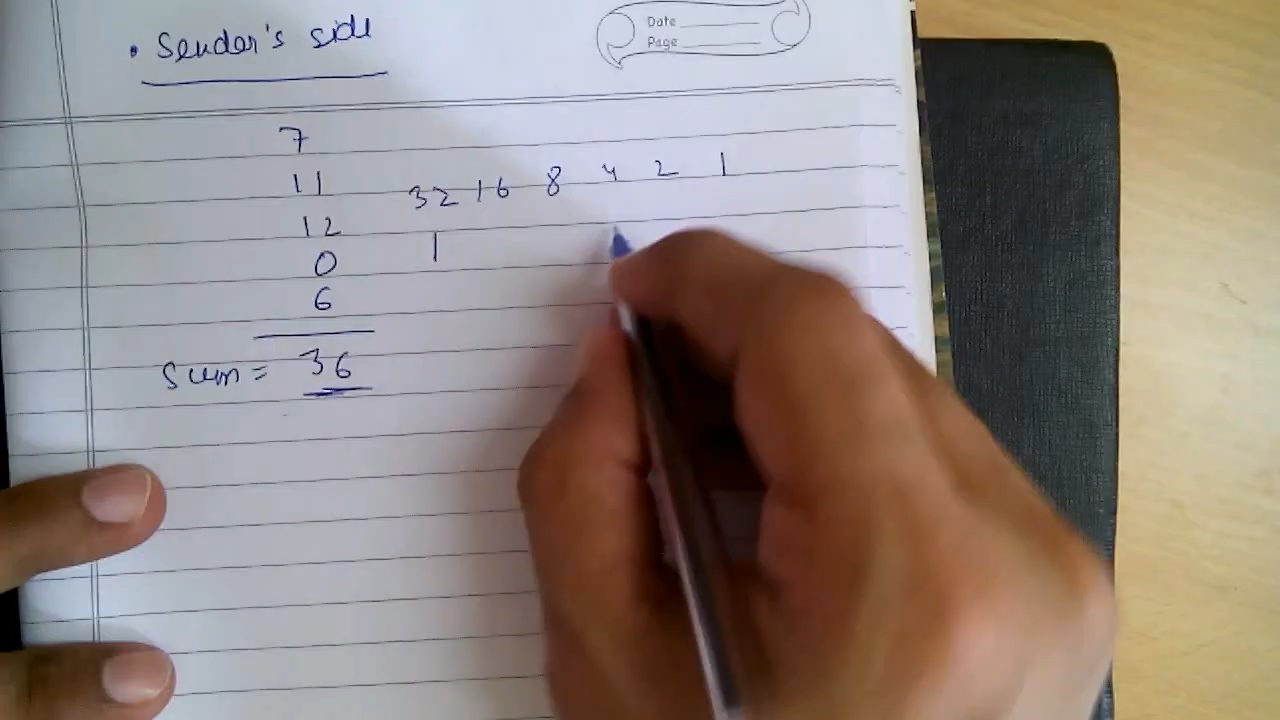 • Sender's side
Date
Page
7
11
12
0
6
sum = 36
32 16 8 4 2 1
1